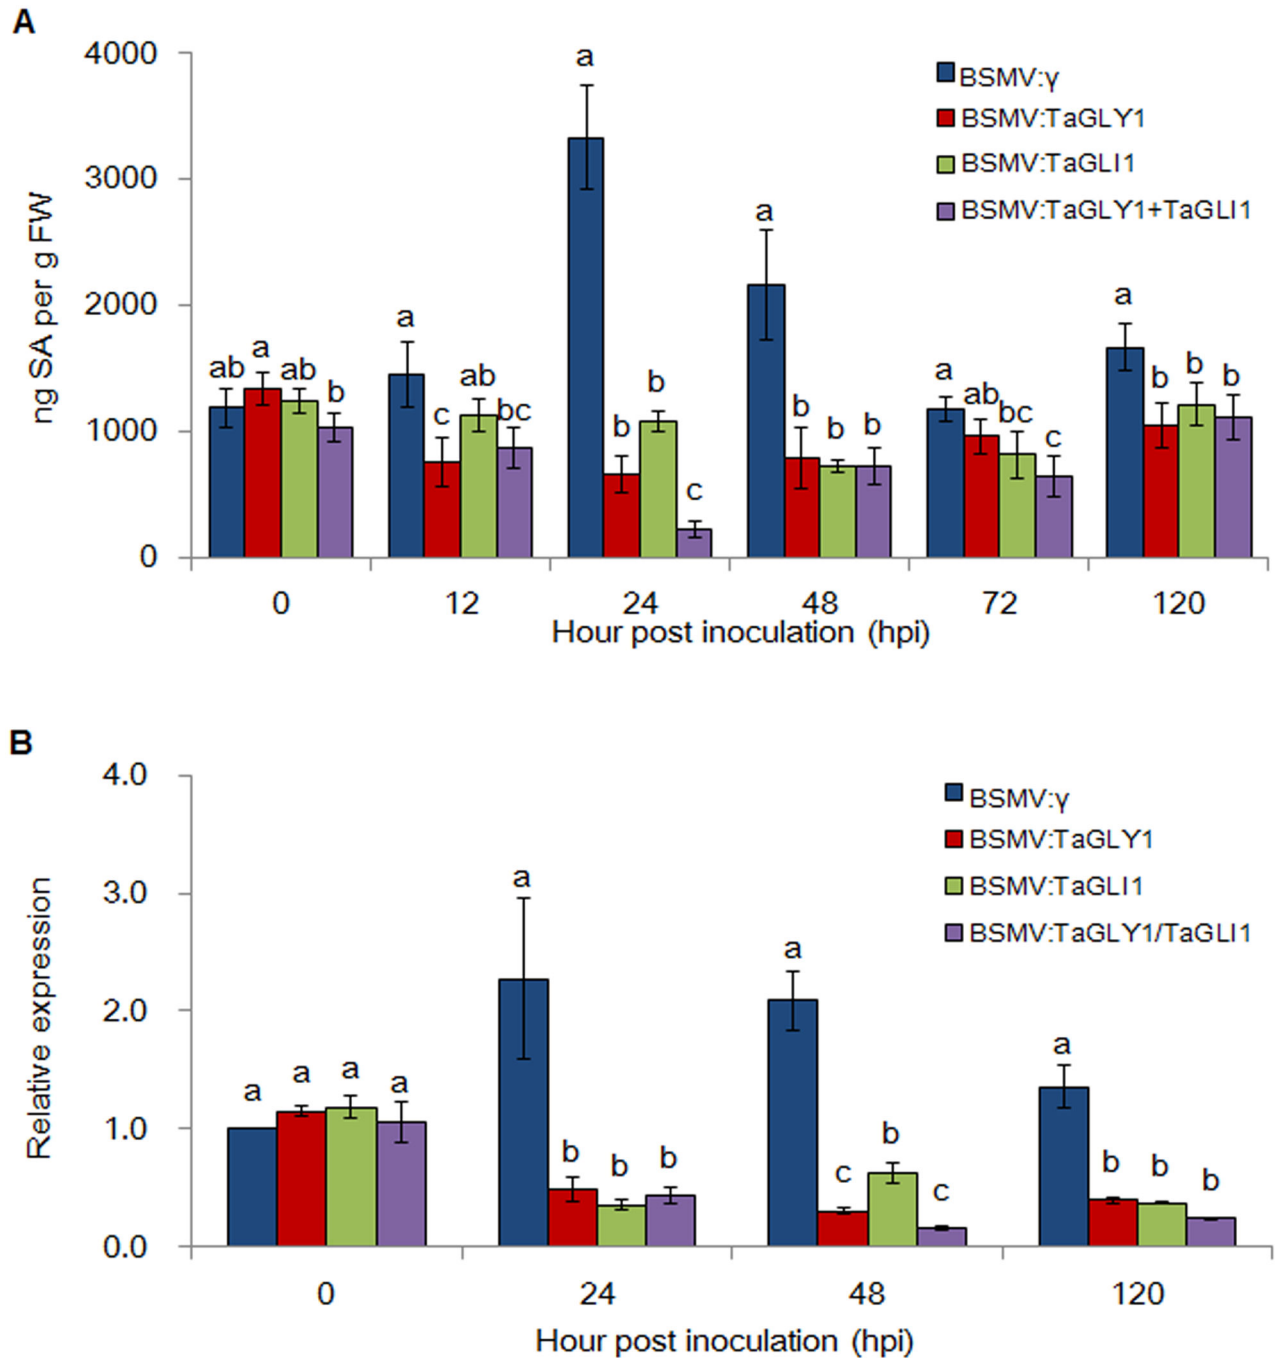 A
4000
3000
2000
1000
0
ng SA per g FW
BSMV:γ
BSMV:TaGLY1
BSMV:TaGLI1
BSMV:TaGLY1+TaGLI1
ab a ab b
a c ab bc
a b b c
a b b b
a ab bc c
a b b b
0 12 24 48 72 120
Hour post inoculation (hpi)
B
4.0
3.0
2.0
1.0
0.0
Relative expression
BSMV:γ
BSMV:TaGLY1
BSMV:TaGLI1
BSMV:TaGLY1/TaGLI1
a a a a
a b b b
a c b c
a b b b
0 24 48 120
Hour post inoculation (hpi)